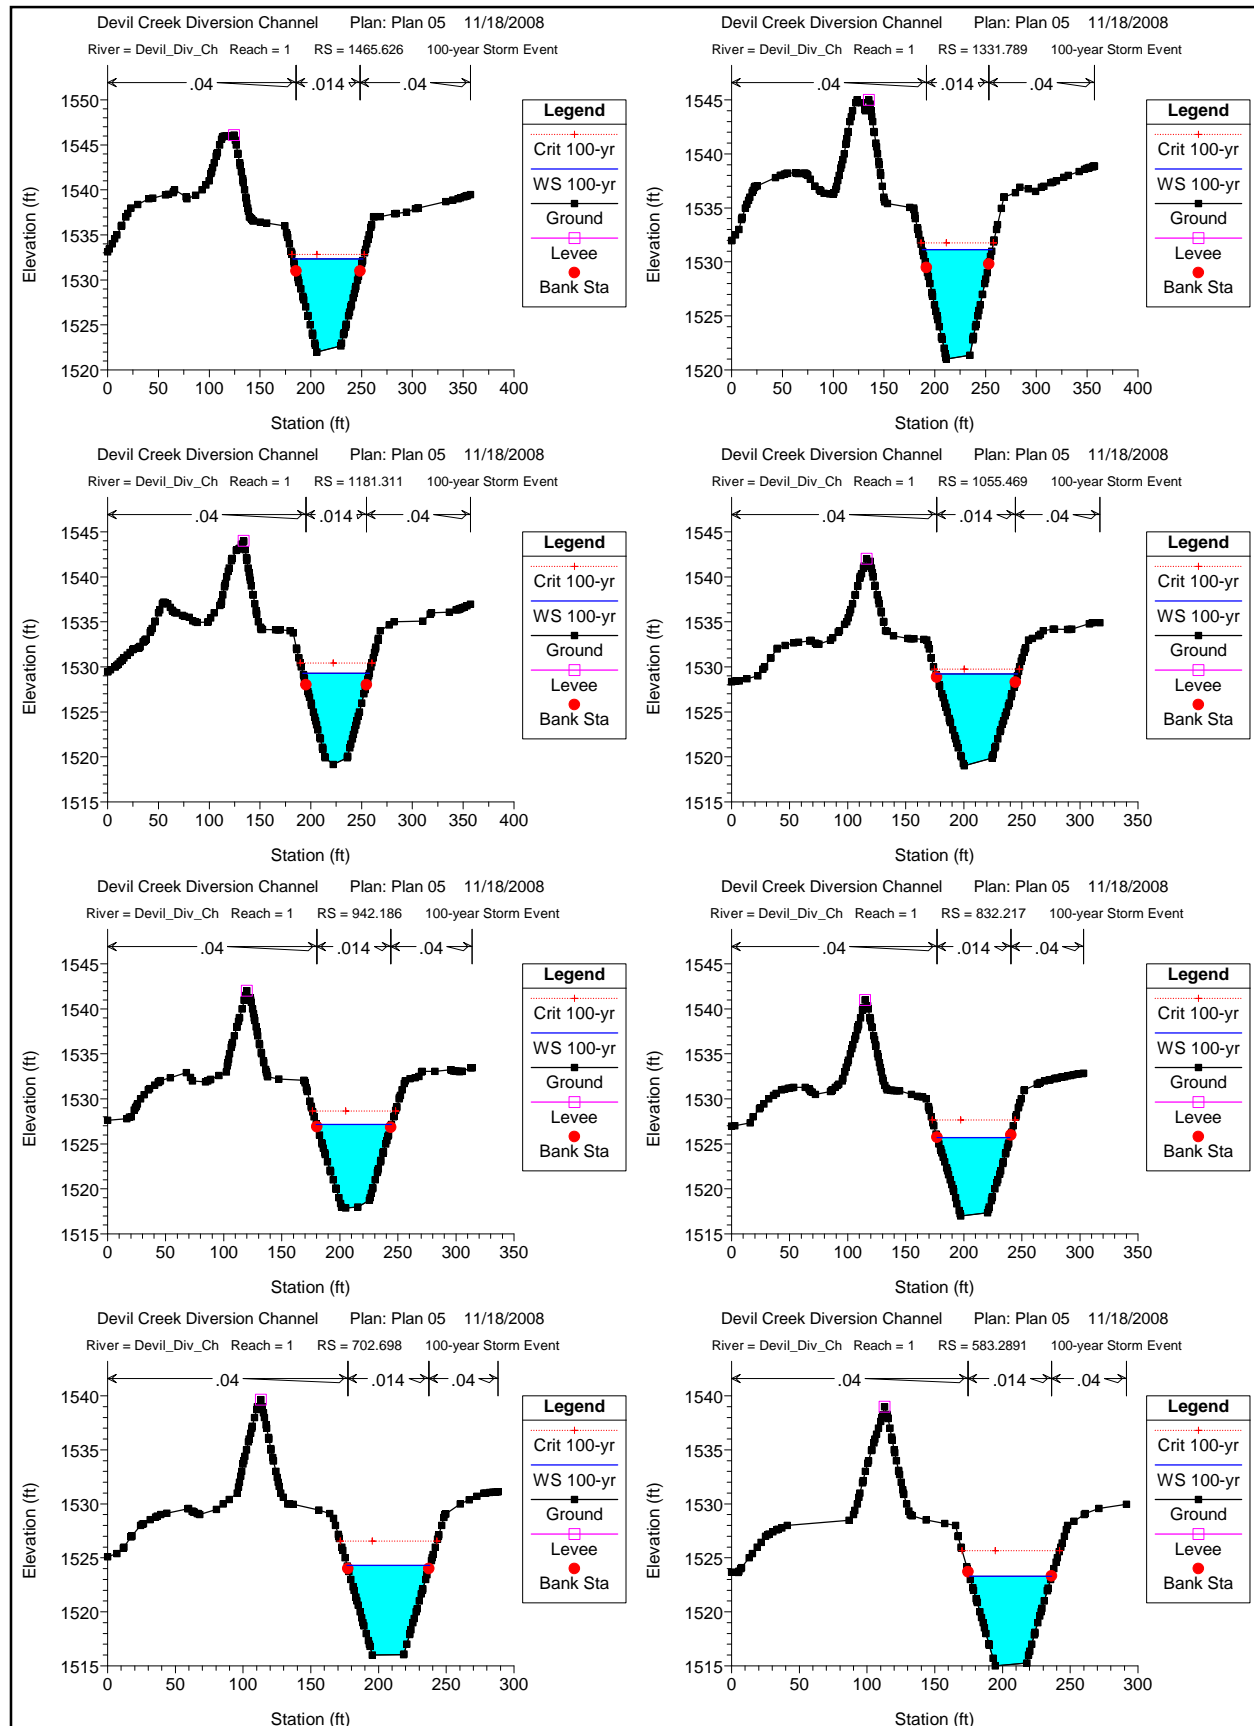 Devil Creek Diversion Channel Plan: Plan 05 11/18/2008
River = Devil_Div_Ch Reach = 1 RS = 1465.626 100-year Storm Event
.04 .014 .04
1550
1545
1540
1535
1530
1525
1520
0 50 100 150 200 250 300 350 400
Elevation (ft)
Station (ft)
Legend
Crit 100-yr
WS 100-yr
Ground
Levee
Bank Sta
Devil Creek Diversion Channel Plan: Plan 05 11/18/2008
River = Devil_Div_Ch Reach = 1 RS = 1331.789 100-year Storm Event
.04 .014 .04
1545
1540
1535
1530
1525
1520
0 50 100 150 200 250 300 350 400
Elevation (ft)
Station (ft)
Legend
Crit 100-yr
WS 100-yr
Ground
Levee
Bank Sta
Devil Creek Diversion Channel Plan: Plan 05 11/18/2008
River = Devil_Div_Ch Reach = 1 RS = 1181.311 100-year Storm Event
.04 .014 .04
1545
1540
1535
1530
1525
1520
1515
0 50 100 150 200 250 300 350 400
Elevation (ft)
Station (ft)
Legend
Crit 100-yr
WS 100-yr
Ground
Levee
Bank Sta
Devil Creek Diversion Channel Plan: Plan 05 11/18/2008
River = Devil_Div_Ch Reach = 1 RS = 1055.469 100-year Storm Event
.04 .014 .04
1545
1540
1535
1530
1525
1520
1515
0 50 100 150 200 250 300 350
Elevation (ft)
Station (ft)
Legend
Crit 100-yr
WS 100-yr
Ground
Levee
Bank Sta
Devil Creek Diversion Channel Plan: Plan 05 11/18/2008
River = Devil_Div_Ch Reach = 1 RS = 942.186 100-year Storm Event
.04 .014 .04
1545
1540
1535
1530
1525
1520
1515
0 50 100 150 200 250 300 350
Elevation (ft)
Station (ft)
Legend
Crit 100-yr
WS 100-yr
Ground
Levee
Bank Sta
Devil Creek Diversion Channel Plan: Plan 05 11/18/2008
River = Devil_Div_Ch Reach = 1 RS = 832.217 100-year Storm Event
.04 .014 .04
1545
1540
1535
1530
1525
1520
1515
0 50 100 150 200 250 300 350
Elevation (ft)
Station (ft)
Legend
Crit 100-yr
WS 100-yr
Ground
Levee
Bank Sta
Devil Creek Diversion Channel Plan: Plan 05 11/18/2008
River = Devil_Div_Ch Reach = 1 RS = 702.698 100-year Storm Event
.04 .014 .04
1540
1535
1530
1525
1520
1515
0 50 100 150 200 250 300
Elevation (ft)
Station (ft)
Legend
Crit 100-yr
WS 100-yr
Ground
Levee
Bank Sta
Devil Creek Diversion Channel Plan: Plan 05 11/18/2008
River = Devil_Div_Ch Reach = 1 RS = 583.2891 100-year Storm Event
.04 .014 .04
1540
1535
1530
1525
1520
1515
0 50 100 150 200 250 300
Elevation (ft)
Station (ft)
Legend
Crit 100-yr
WS 100-yr
Ground
Levee
Bank Sta